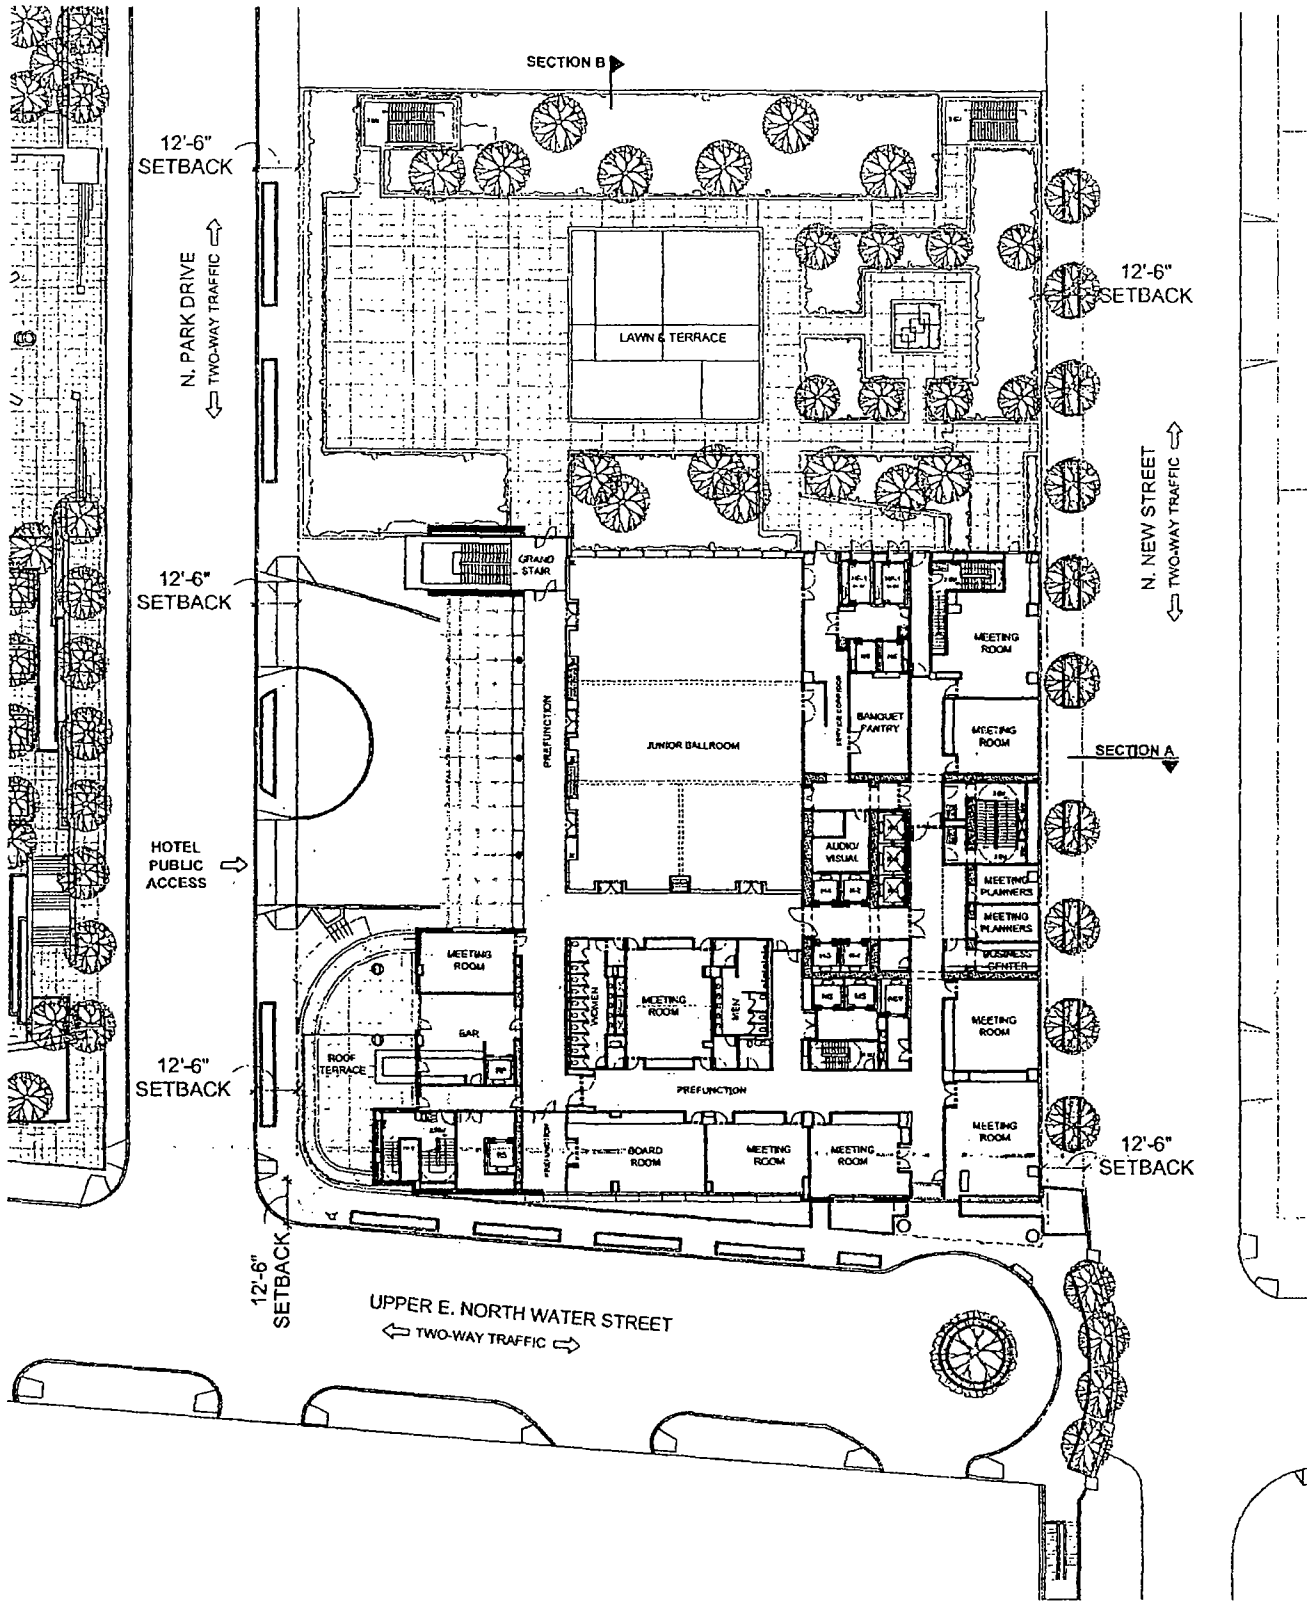 SECTION B
12'-6"
SETBACK
N. PARK DRIVE
TWO-WAY TRAFFIC
12'-6"
SETBACK
LAWN & TERRACE
N. NEW STREET
TWO-WAY TRAFFIC
GRAND
STAIR
12'-6"
SETBACK
MEETING
ROOM
PREFUNCTION
SERVICE CORRIDOR
BANQUET
PANTRY
MEETING
ROOM
JUNIOR BALLROOM
SECTION A
HOTEL
PUBLIC
ACCESS
AUDIO/
VISUAL
MEETING
PLANNERS
MEETING
PLANNERS
BUSINESS
CENTER
MEETING
ROOM
WOMEN
MEETING
ROOM
MEN
MEETING
ROOM
BAR
ROOF
TERRACE
12'-6"
SETBACK
PREFUNCTION
PREFUNCTION
BOARD
ROOM
MEETING
ROOM
MEETING
ROOM
MEETING
ROOM
12'-6"
SETBACK
12'-6"
SETBACK
UPPER E. NORTH WATER STREET
TWO-WAY TRAFFIC